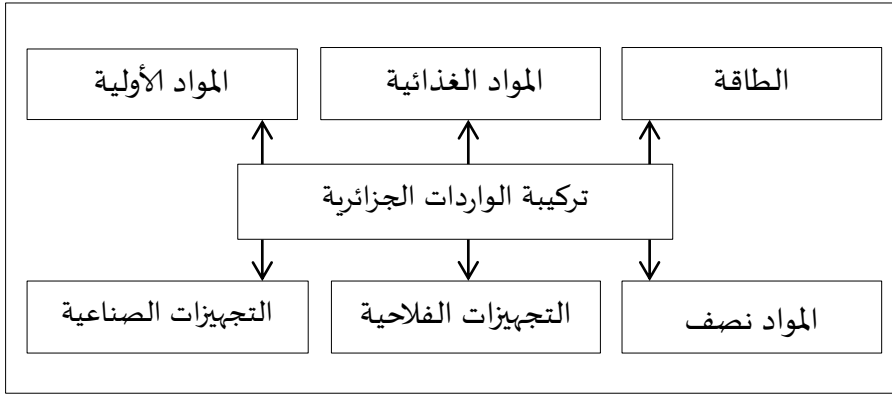 الطاقة
المواد الغذائية
المواد الأولية
تركيبة الواردات الجزائرية
المواد نصف
التجهيزات الفلاحية
التجهيزات الصناعية